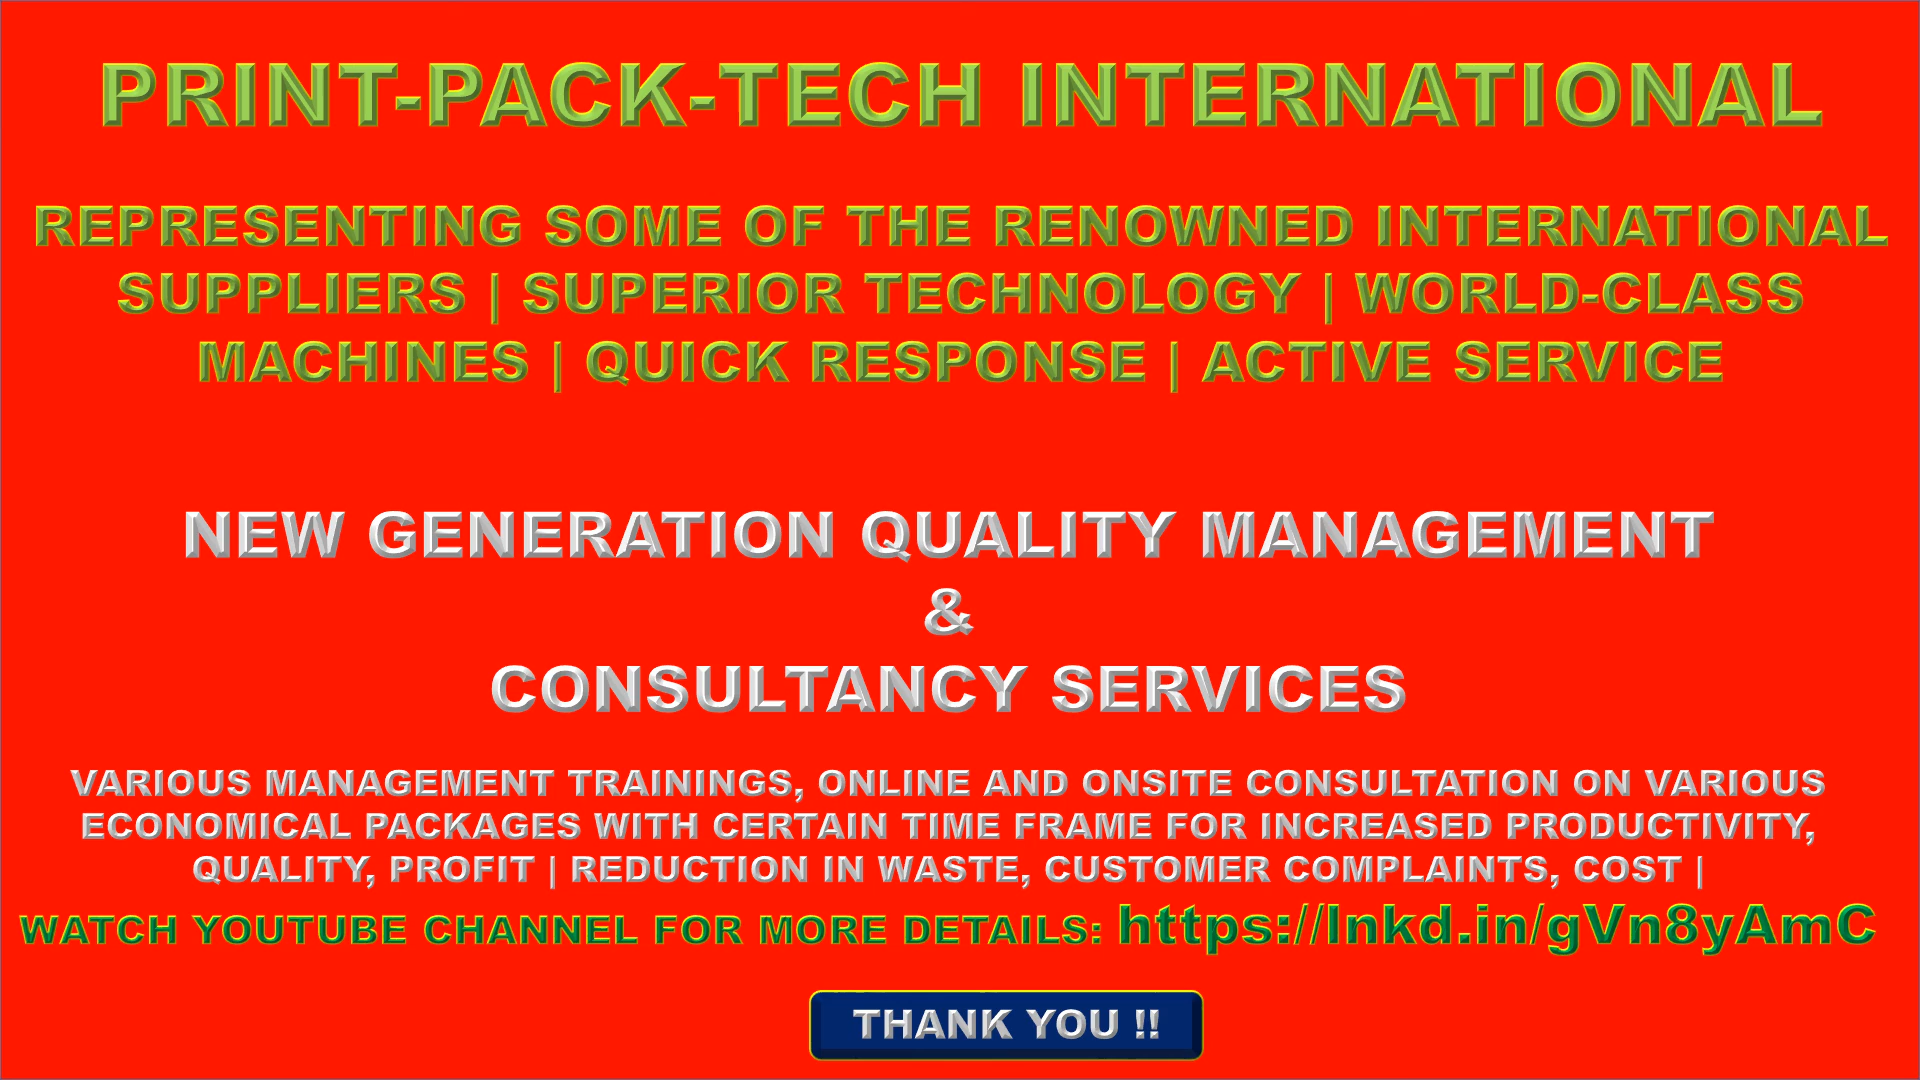 PRINT-PACK-TECH INTERNATIONAL
REPRESENTING SOME OF THE RENOWNED INTERNATIONAL
SUPPLIERS | SUPERIOR TECHNOLOGY | WORLD-CLASS
MACHINES | QUICK RESPONSE | ACTIVE SERVICE
NEW GENERATION QUALITY MANAGEMENT
&
CONSULTANCY SERVICES
VARIOUS MANAGEMENT TRAININGS, ONLINE AND ONSITE CONSULTATION ON VARIOUS
ECONOMICAL PACKAGES WITH CERTAIN TIME FRAME FOR INCREASED PRODUCTIVITY,
QUALITY, PROFIT | REDUCTION IN WASTE, CUSTOMER COMPLAINTS, COST |
WATCH YOUTUBE CHANNEL FOR MORE DETAILS: https://lnkd.in/gVn8yAmC
THANK YOU !!